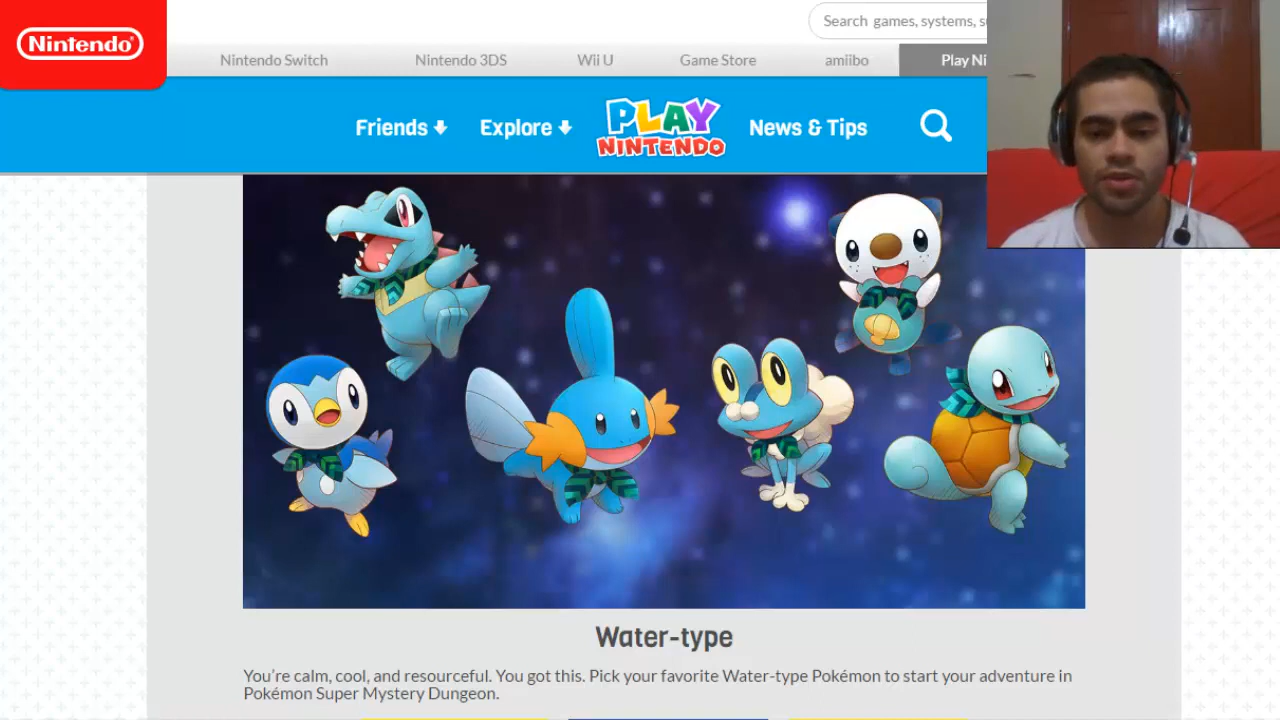 Nintendo
Search games, systems, su
Nintendo Switch
Nintendo 3DS
Wii U
Game Store
amiibo
Play Ni
Friends
Explore
PLAY
NINTENDO
News & Tips
Water-type
You're calm, cool, and resourceful. You got this. Pick your favorite Water-type Pokémon to start your adventure in
Pokémon Super Mystery Dungeon.